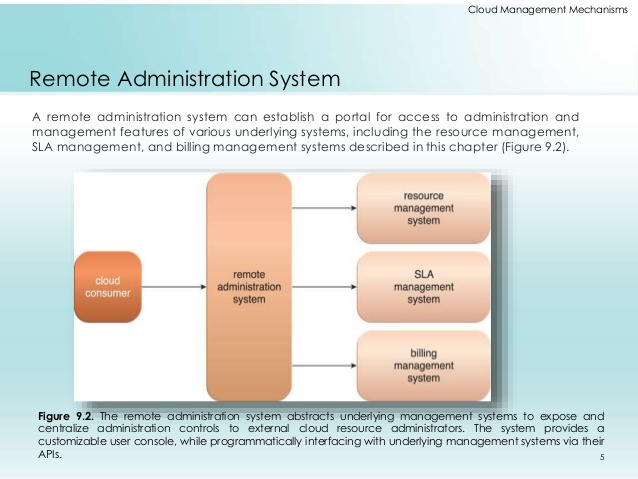 Cloud Management Mechanisms
Remote Administration System
A remote administration system can establish a portal for access to administration and
management features of various underlying systems, including the resource management,
SLA management, and billing management systems described in this chapter (Figure 9.2).
resource
management
system
cloud
consumer
remote
administration
system
SLA
management
system
billing
management
system
Figure 9.2. The remote administration system abstracts underlying management systems to expose and
centralize administration controls to external cloud resource administrators. The system provides a
customizable user console, while programmatically interfacing with underlying management systems via their
APIs.
5